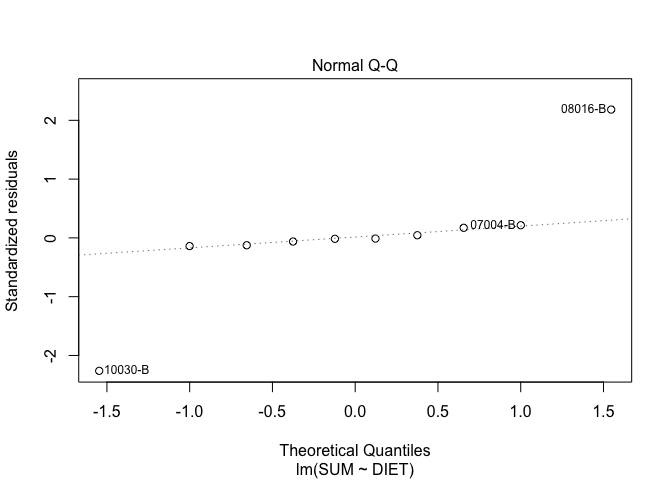 Normal Q-Q
08016-B
07004-B
10030-B
Standardized residuals
2
1
0
-1
-2
-1.5 -1.0 -0.5 0.0 0.5 1.0 1.5
Theoretical Quantiles
lm(SUM ~ DIET)